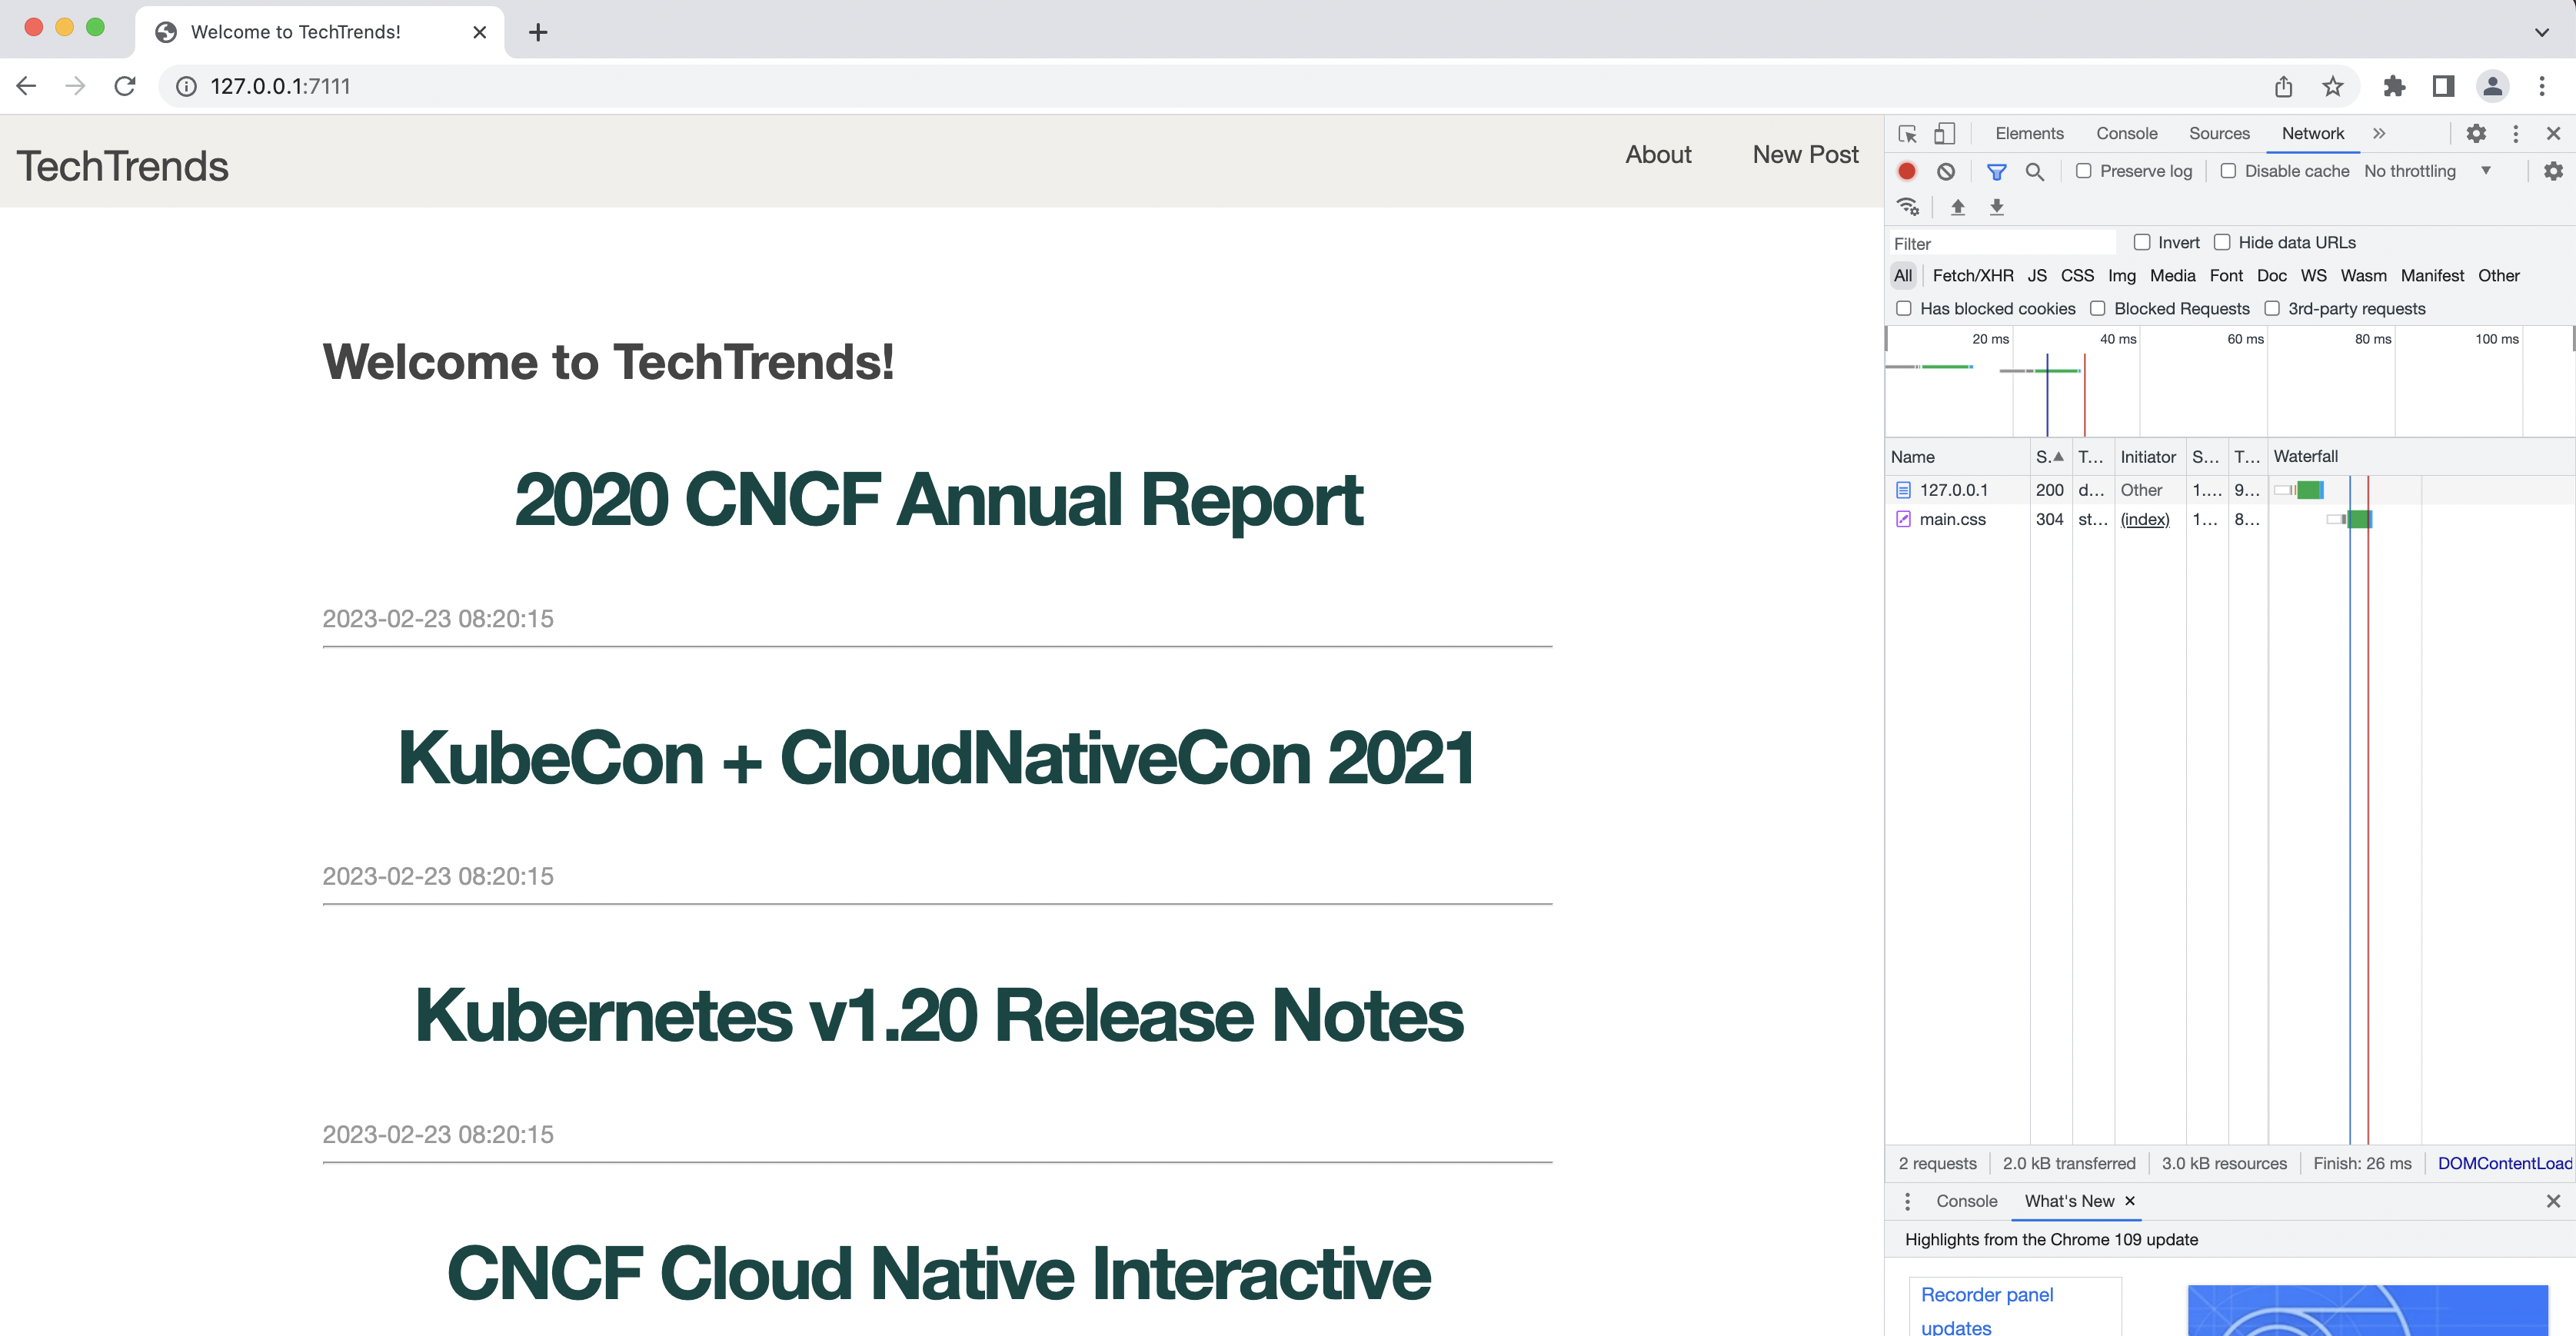 Welcome to TechTrends!
127.0.0.1:7111
TechTrends
About New Post
Welcome to TechTrends!
2020 CNCF Annual Report
2023-02-23 08:20:15
KubeCon + CloudNativeCon 2021
2023-02-23 08:20:15
Kubernetes v1.20 Release Notes
2023-02-23 08:20:15
CNCF Cloud Native Interactive
Elements Console Sources Network
Preserve log Disable cache No throttling
Filter Invert Hide data URLs
All Fetch/XHR JS CSS Img Media Font Doc WS Wasm Manifest Other
Has blocked cookies Blocked Requests 3rd-party requests
20 ms 40 ms 60 ms 80 ms 100 ms
Name S. T... Initiator S... T... Waterfall
127.0.0.1 200 d... Other 1.... 9...
main.css 304 st... (index) 1... 8...
2 requests 2.0 kB transferred 3.0 kB resources Finish: 26 ms DOMContentLoad
Console What's New
Highlights from the Chrome 109 update
Recorder panel
updates